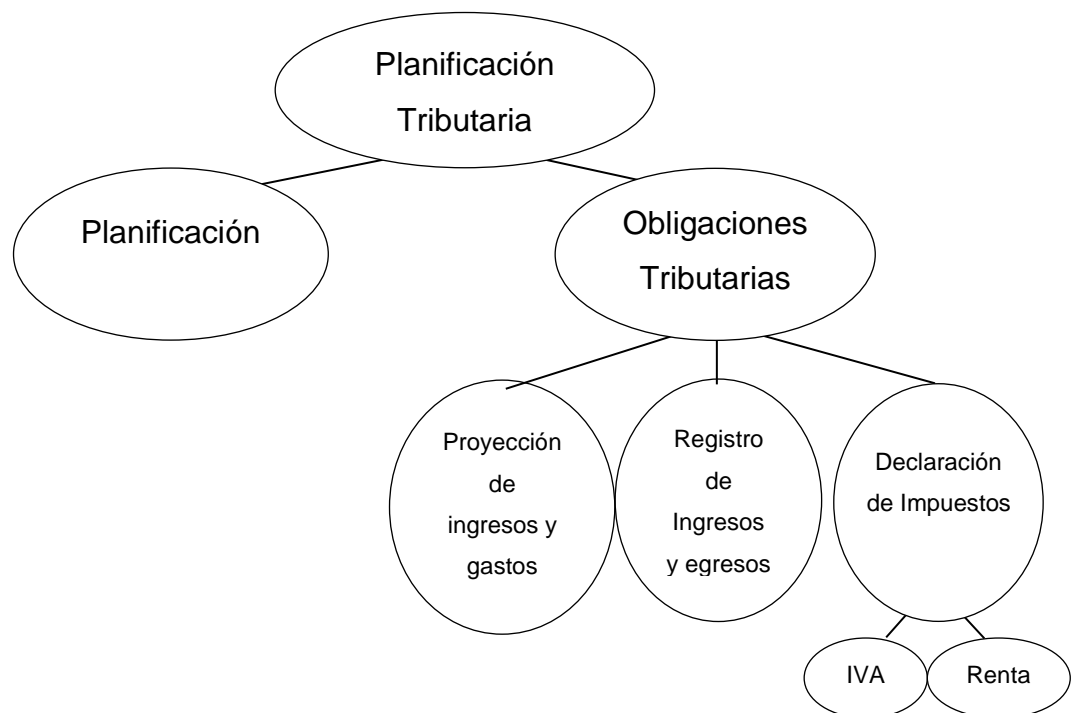 Planificación
Tributaria
Planificación
Obligaciones
Tributarias
Proyección
de
ingresos y
gastos
Registro
de
Ingresos
y egresos
Declaración
de Impuestos
IVA
Renta